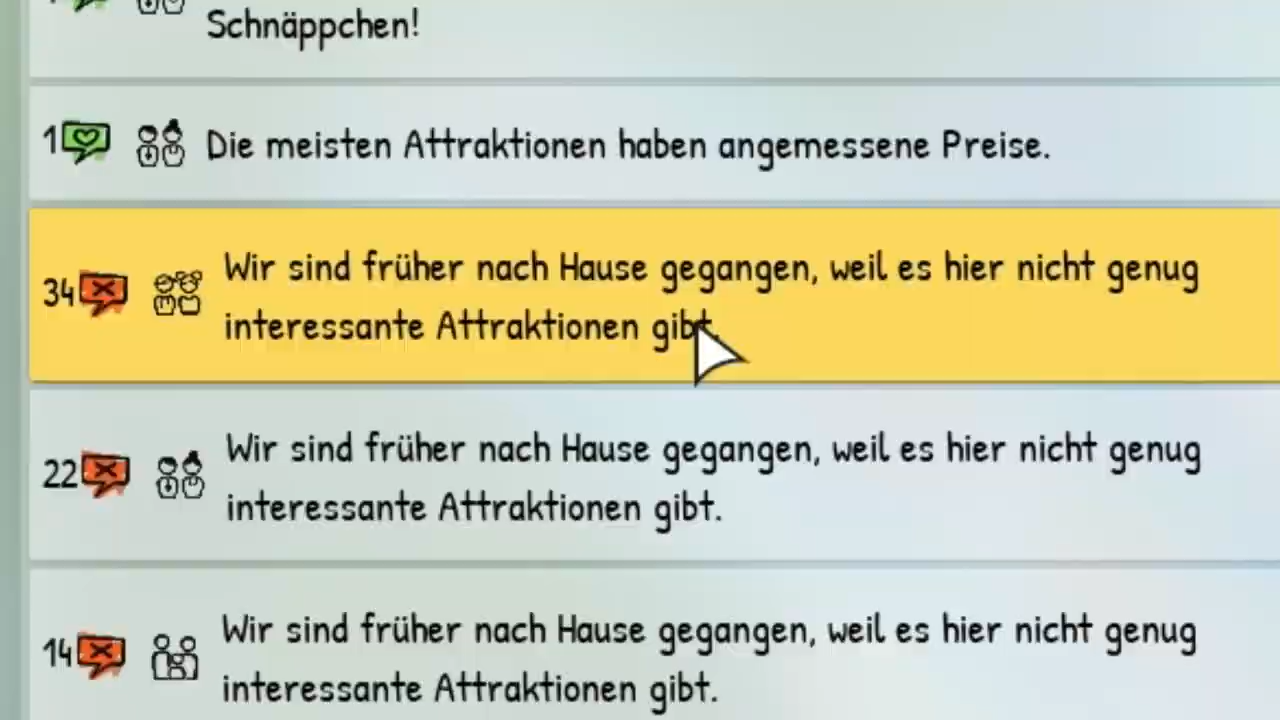 Schnäppchen!
1 Die meisten Attraktionen haben angemessene Preise.
34 Wir sind früher nach Hause gegangen, weil es hier nicht genug
interessante Attraktionen gibt.
22 Wir sind früher nach Hause gegangen, weil es hier nicht genug
interessante Attraktionen gibt.
14 Wir sind früher nach Hause gegangen, weil es hier nicht genug
interessante Attraktionen gibt.